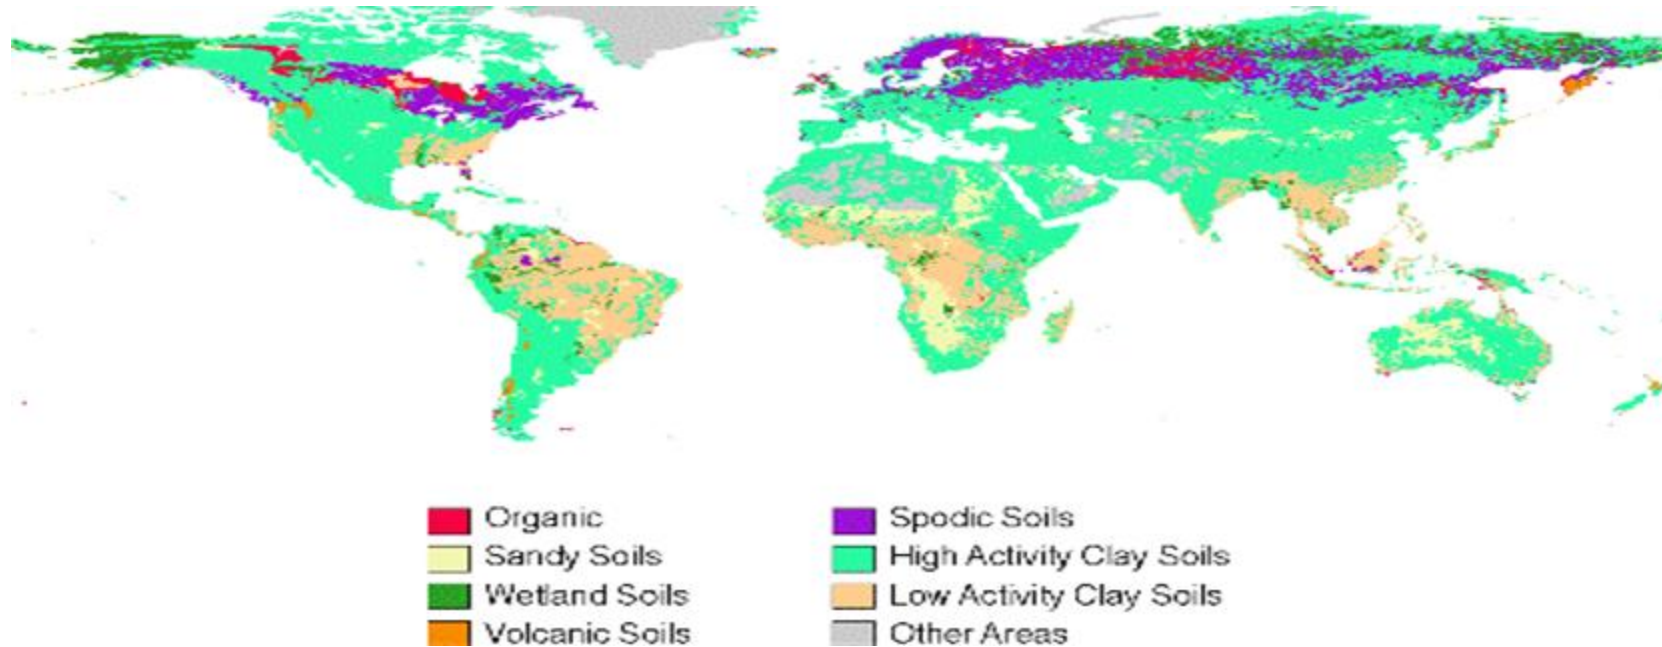 Organic
Sandy Soils
Wetland Soils
Volcanic Soils
Spodic Soils
High Activity Clay Soils
Low Activity Clay Soils
Other Areas